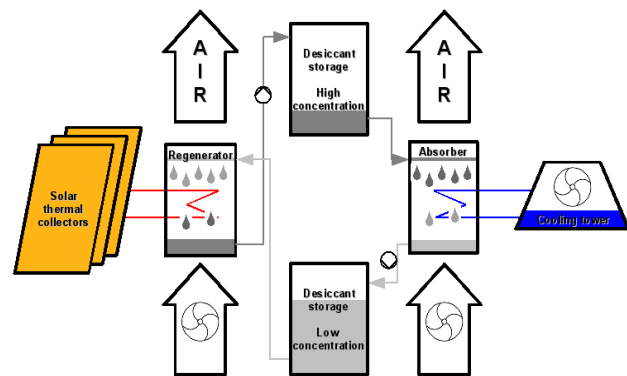 A
I
R
Desiccant
storage
High
concentration
A
I
R
Solar
thermal
collectors
Regenerator
Absorber
Cooling tower
Desiccant
storage
Low
concentration